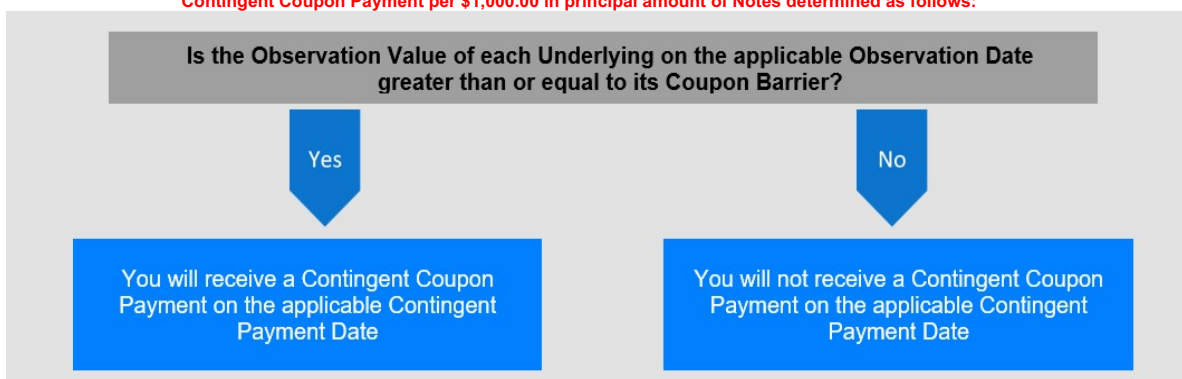 Contingent Coupon Payment per $1,000.00 in principal amount of Notes determined as follows:
Is the Observation Value of each Underlying on the applicable Observation Date
greater than or equal to its Coupon Barrier?
Yes
No
You will receive a Contingent Coupon
Payment on the applicable Contingent
Payment Date
You will not receive a Contingent Coupon
Payment on the applicable Contingent
Payment Date